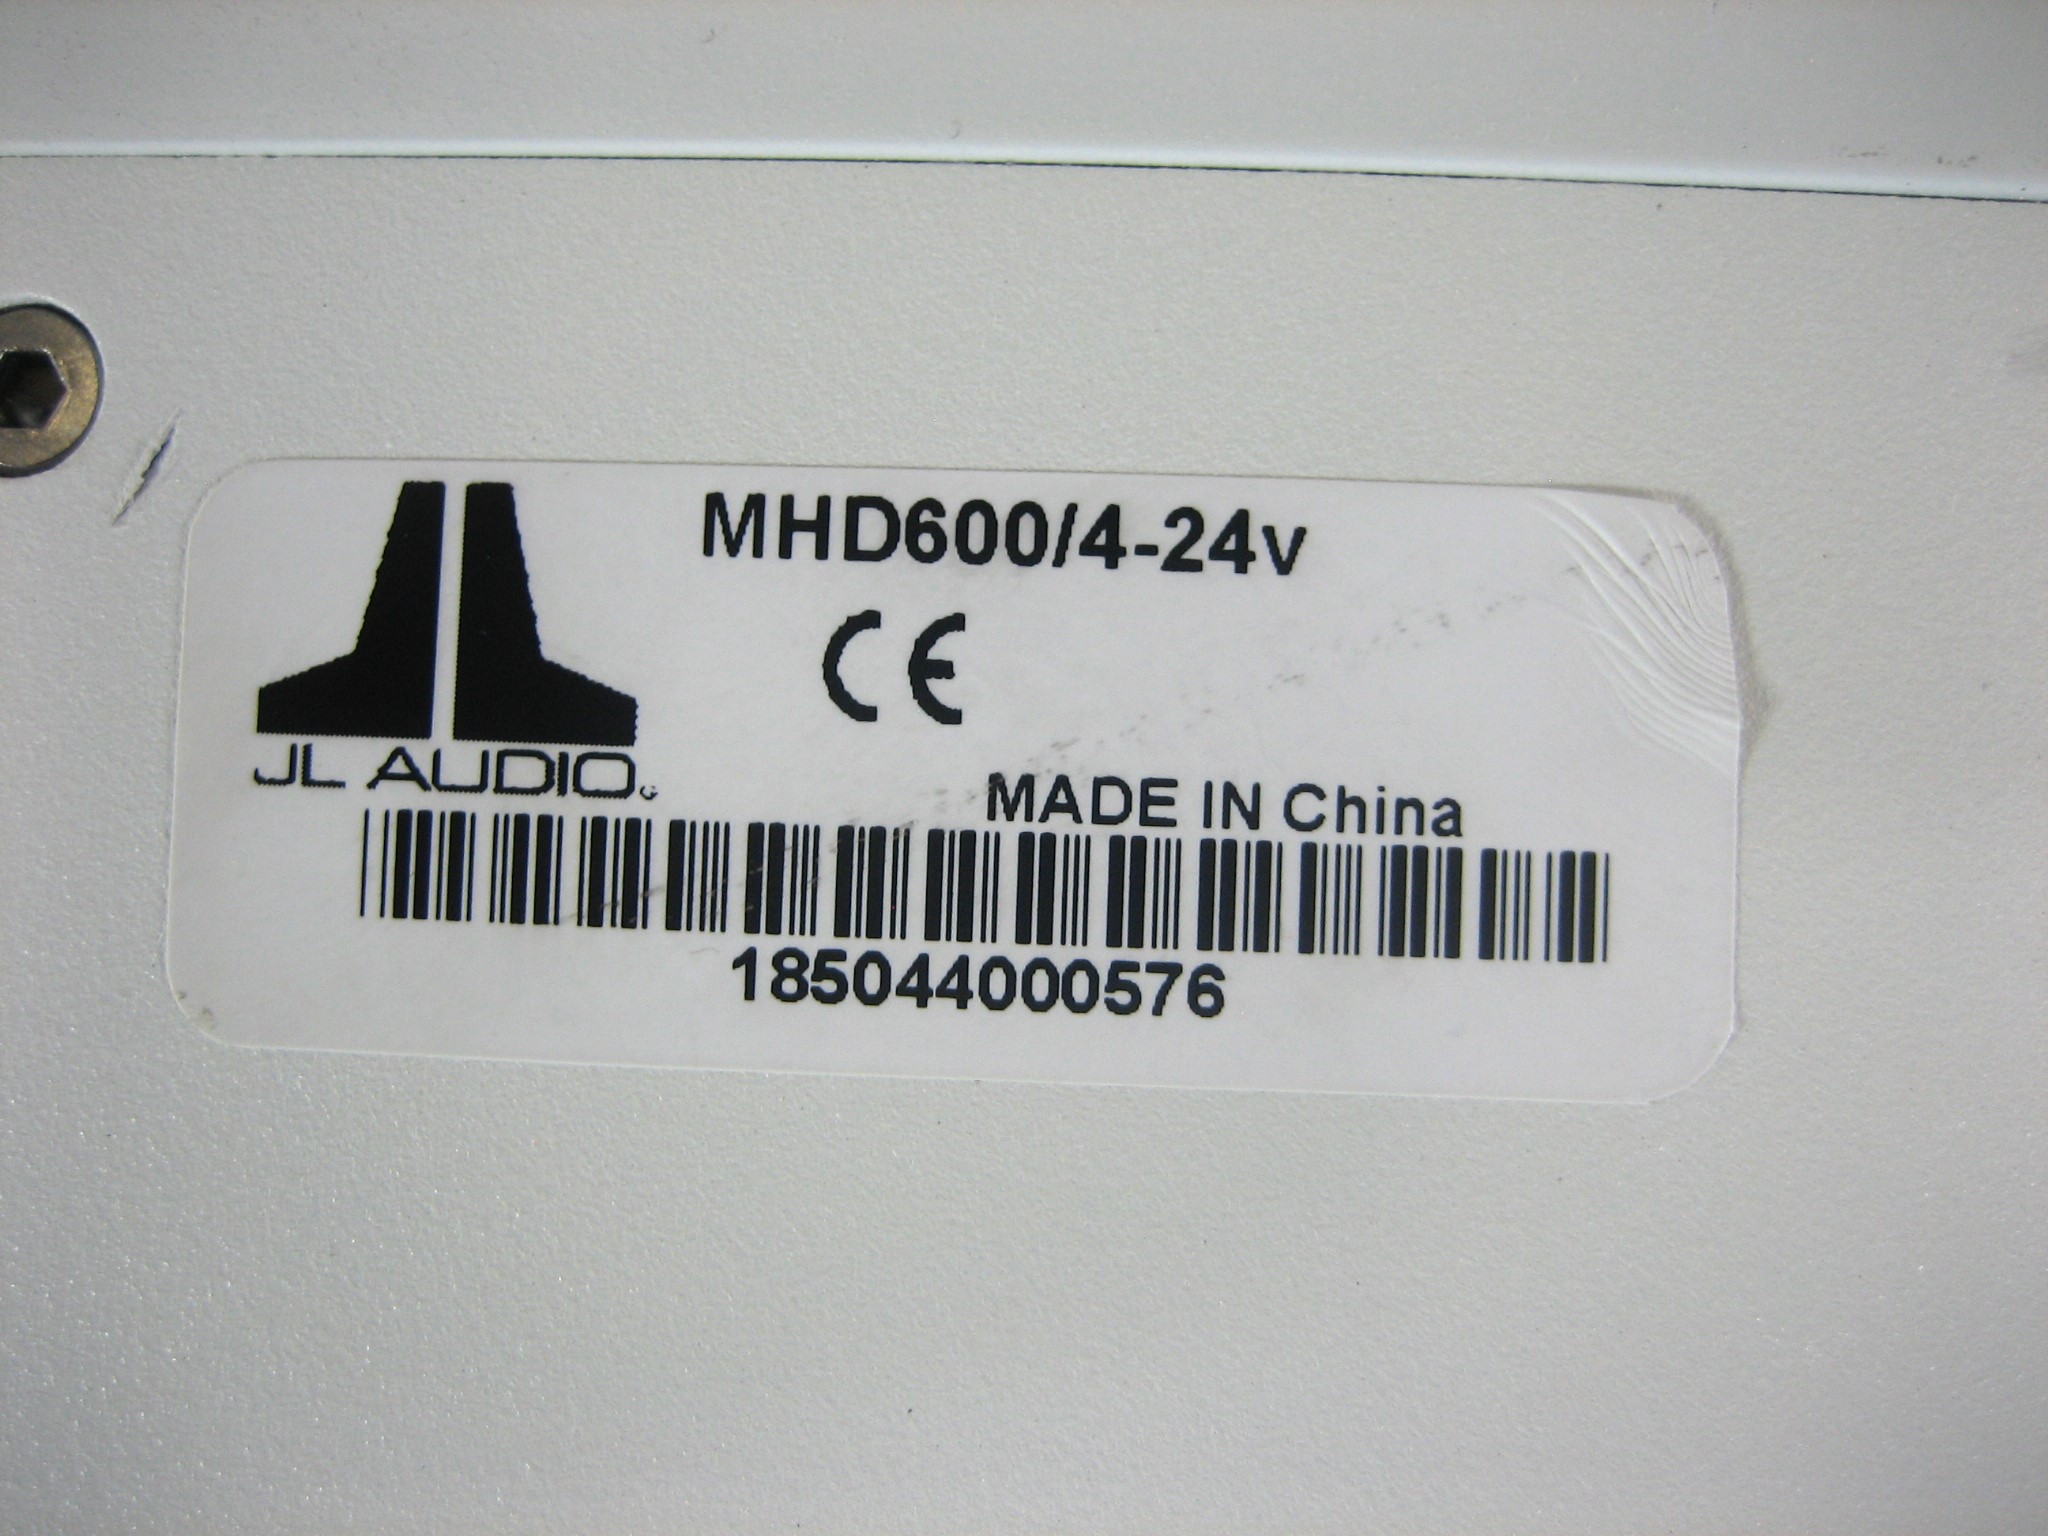 MHD600/4-24v
CE
JL AUDIO
MADE IN China
185044000576